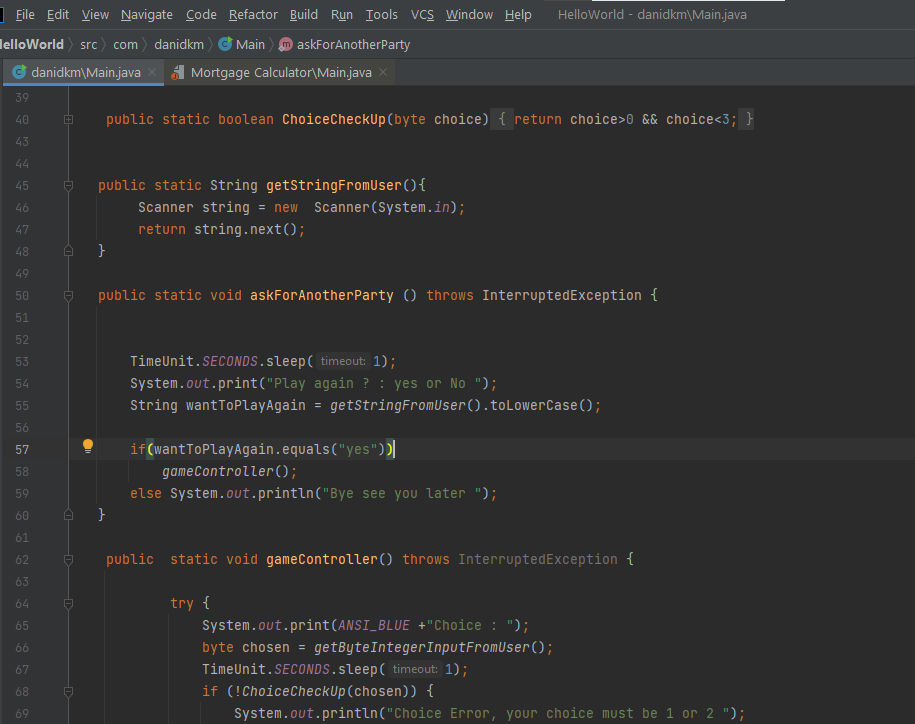 File Edit View Navigate Code Refactor Build Run Tools VCS Window Help HelloWorld - danidkm\Main.java
elloWorld src com danidkm Main m askForAnotherParty
danidkm\Main.java Mortgage Calculator\Main.java
39
40 public static boolean ChoiceCheckUp(byte choice) { return choice>0 && choice<3; }
43
44
45 public static String getStringFromUser(){
46 Scanner string = new  Scanner(System.in);
47 return string.next();
48 }
49
50 public static void askForAnotherParty () throws InterruptedException {
51
52
53 TimeUnit.SECONDS.sleep( timeout: 1);
54 System.out.print("Play again ? : yes or No ");
55 String wantToPlayAgain = getStringFromUser().toLowerCase();
56
57 if(wantToPlayAgain.equals("yes"))
58 gameController();
59 else System.out.println("Bye see you later ");
60 }
61
62 public  static void gameController() throws InterruptedException {
63
64 try {
65 System.out.print(ANSI_BLUE +"Choice : ");
66 byte chosen = getByteIntegerInputFromUser();
67 TimeUnit.SECONDS.sleep( timeout: 1);
68 if (!ChoiceCheckUp(chosen)) {
69 System.out.println("Choice Error, your choice must be 1 or 2 ");